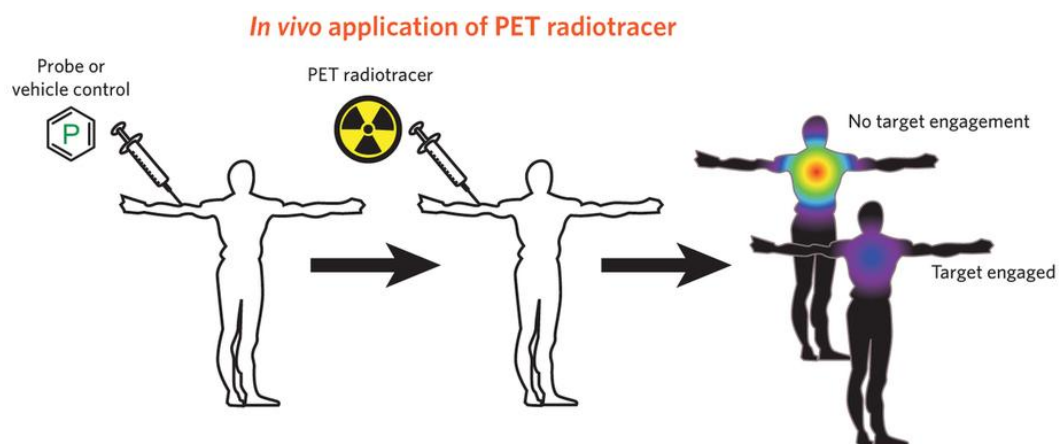 In vivo application of PET radiotracer
Probe or
vehicle control
P
PET radiotracer
No target engagement
Target engaged